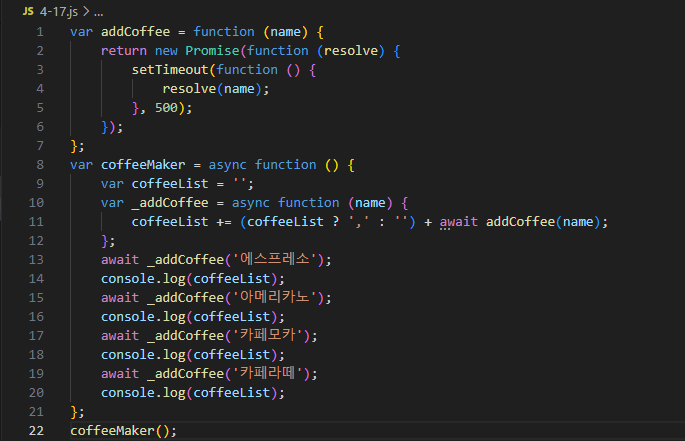 JS 4-17.js > ...
1 var addCoffee = function (name) {
2 return new Promise(function (resolve) {
3 setTimeout(function () {
4 resolve(name);
5 }, 500);
6 });
7 };
8 var coffeeMaker = async function () {
9 var coffeeList = '';
10 var _addCoffee = async function (name) {
11 coffeeList += (coffeeList ? ',' : '') + await addCoffee(name);
12 };
13 await _addCoffee('에스프레소');
14 console.log(coffeeList);
15 await _addCoffee('아메리카노');
16 console.log(coffeeList);
17 await _addCoffee('카페모카');
18 console.log(coffeeList);
19 await _addCoffee('카페라떼');
20 console.log(coffeeList);
21 };
22 coffeeMaker();